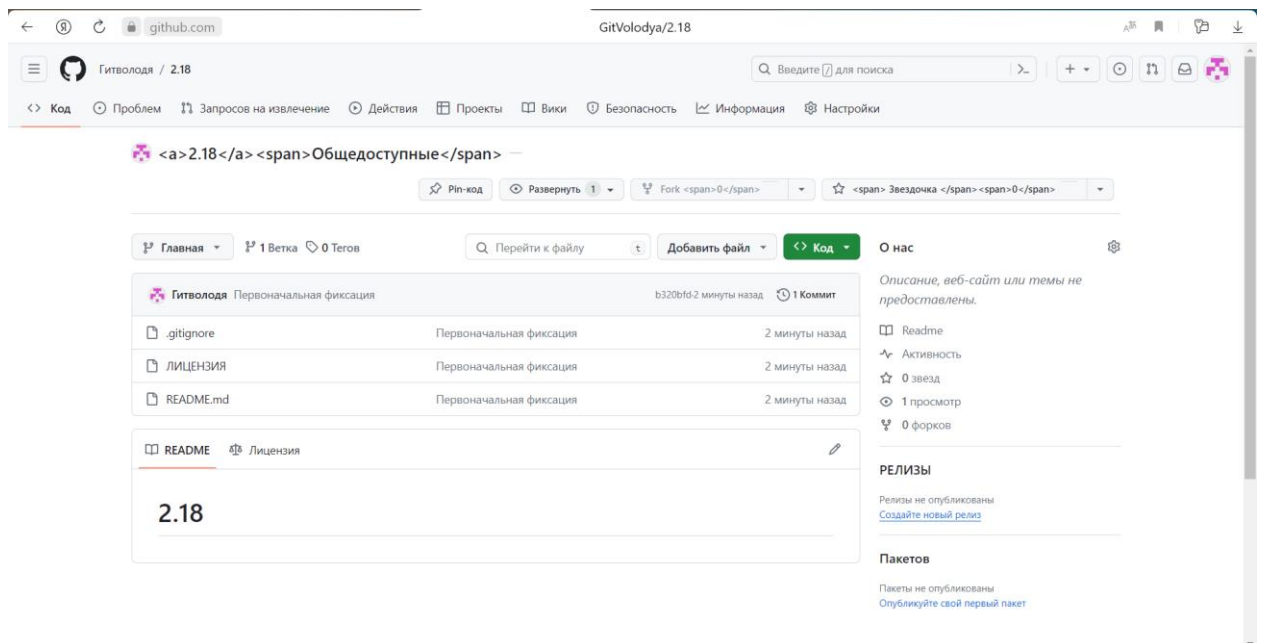 github.com GitVolodya/2.18
Гитволодя / 2.18 Введите / для поиска
Код Проблем Запросов на извлечение Действия Проекты Вики Безопасность Информация Настройки
<a>2.18</a><span>Общедоступные</span>
Pin-код Развернуть 1 Fork <span>0</span> <span> Звездочка </span><span>0</span>
Главная 1 Ветка 0 Тегов Перейти к файлу t Добавить файл <> Код О нас
Описание, веб-сайт или темы не
предоставлены.
Гитволодя Первоначальная фиксация b320bfd·2 минуты назад 1 Коммит
.gitignore Первоначальная фиксация 2 минуты назад
ЛИЦЕНЗИЯ Первоначальная фиксация 2 минуты назад
README.md Первоначальная фиксация 2 минуты назад
Readme
Активность
0 звезд
1 просмотр
0 форков
README Лицензия
2.18
РЕЛИЗЫ
Релизы не опубликованы
Создайте новый релиз
Пакетов
Пакеты не опубликованы
Опубликуйте свой первый пакет